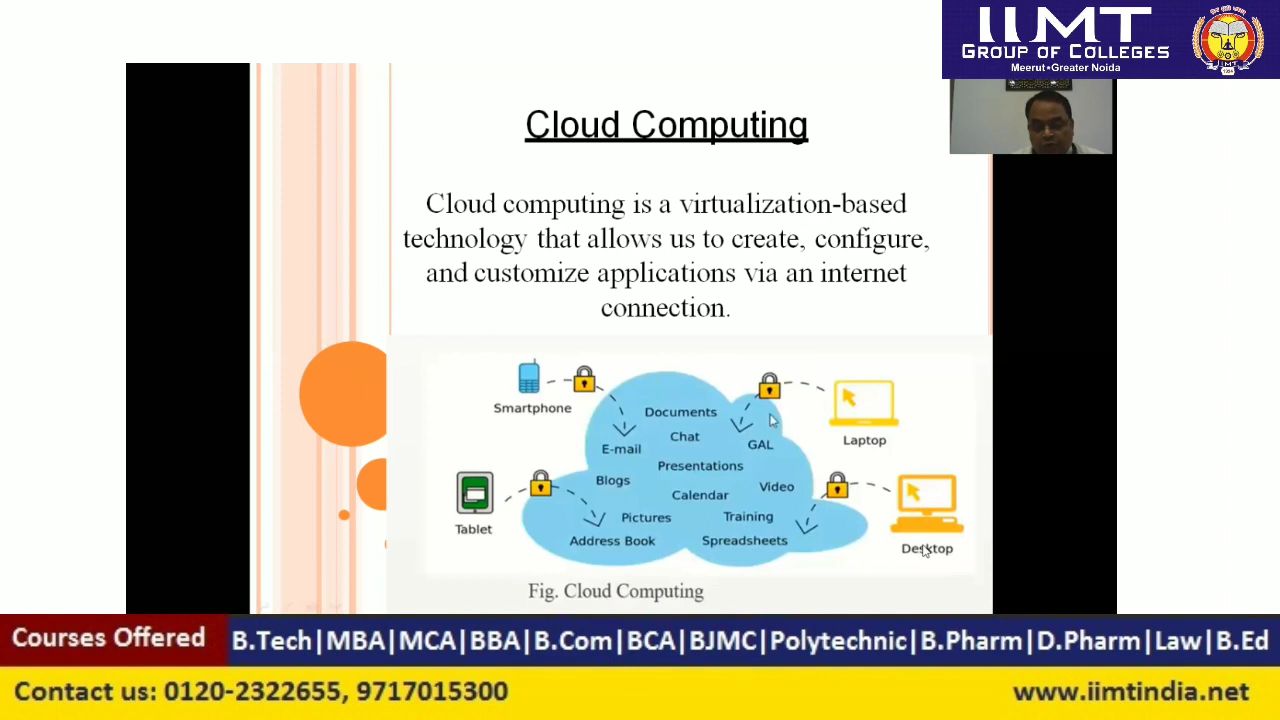 IIMT
GROUP OF COLLEGES
Meerut•Greater Noida
Cloud Computing
Cloud computing is a virtualization-based
technology that allows us to create, configure,
and customize applications via an internet
connection.
Smartphone
Documents
Chat
E-mail
GAL
Laptop
Presentations
Blogs
Video
Calendar
Tablet
Pictures
Training
Address Book
Spreadsheets
Desktop
Fig. Cloud Computing
Courses Offered B.Tech|MBA|MCA|BBA|B.Com|BCA|BJMC|Polytechnic|B.Pharm|D.Pharm|Law|B.Ed
Contact us: 0120-2322655, 9717015300 www.iimtindia.net